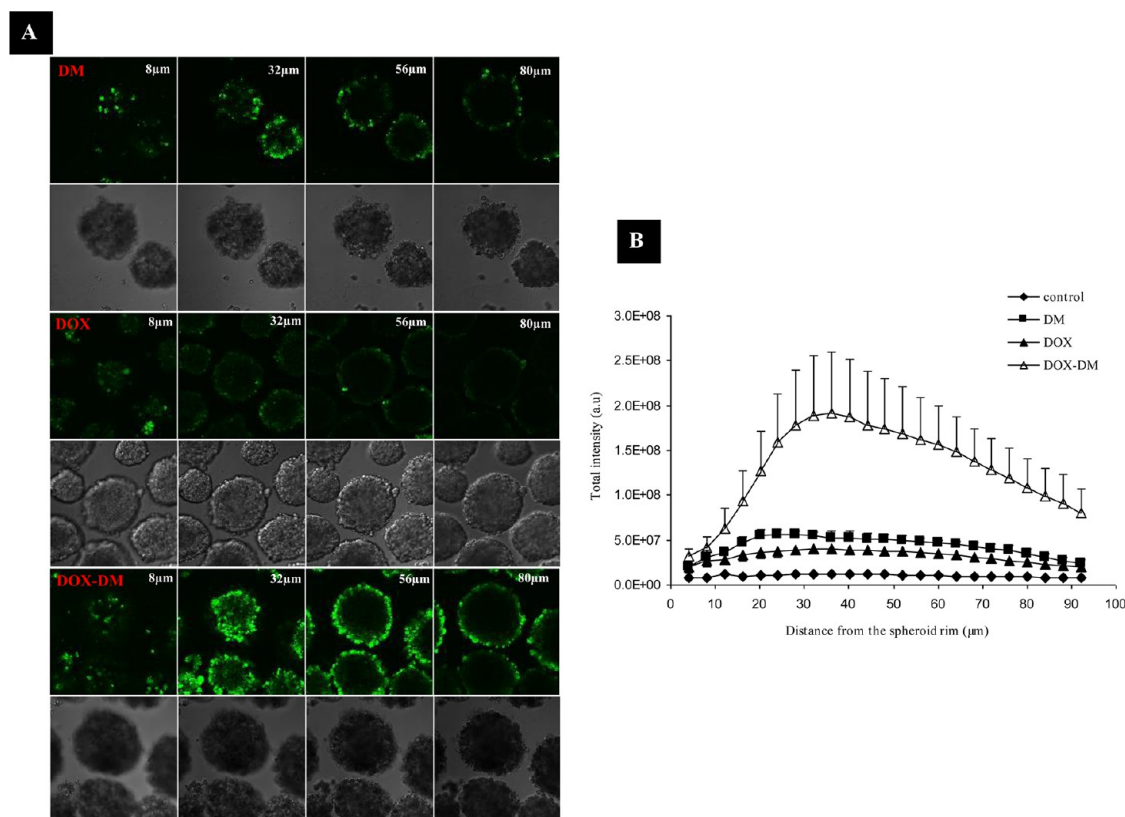 A
DM 8µm 32µm 56µm 80µm
DOX 8µm 32µm 56µm 80µm
DOX-DM 8µm 32µm 56µm 80µm
B
control
DM
DOX
DOX-DM
3.0E+08
2.5E+08
2.0E+08
1.5E+08
1.0E+08
5.0E+07
0.0E+00
Total intensity (a.u)
0 10 20 30 40 50 60 70 80 90 100
Distance from the spheroid rim (µm)